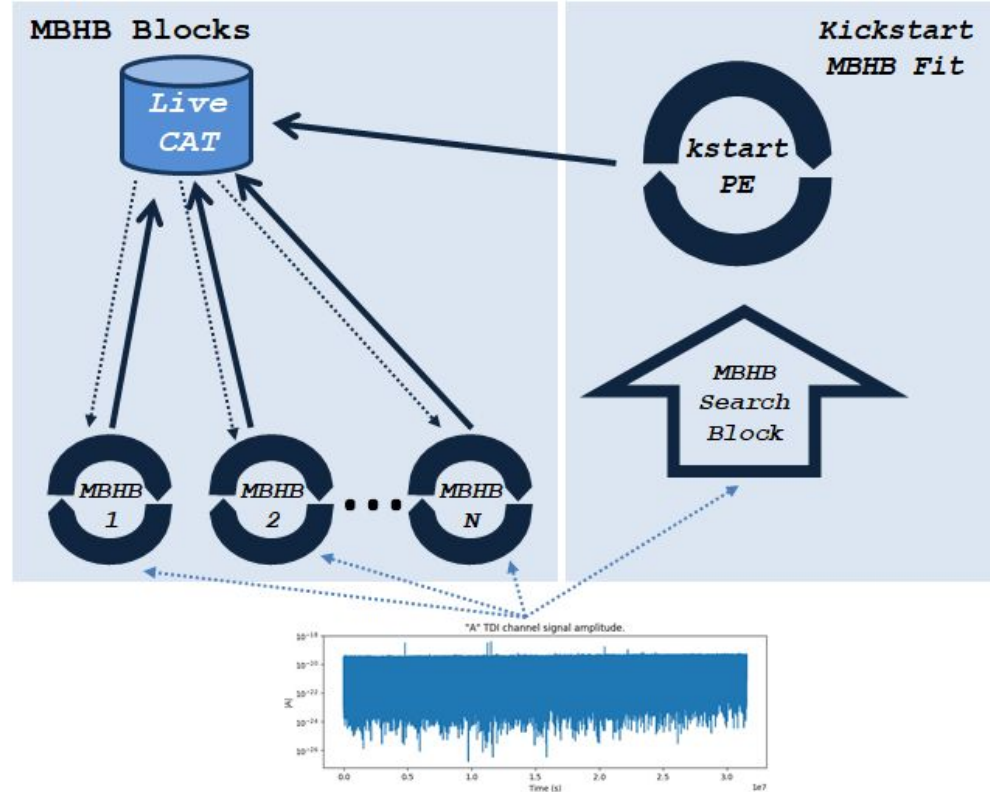 MBHB Blocks
Kickstart
MBHB Fit
Live
CAT
kstart
PE
MBHB
Search
Block
MBHB
1
MBHB
2
...
MBHB
N
"A" TDI channel signal amplitude.
10⁻¹⁸
10⁻²⁰
10⁻²²
10⁻²⁴
10⁻²⁶
|A|
0.0 0.5 1.0 1.5 2.0 2.5 3.0
Time (s)
1e7